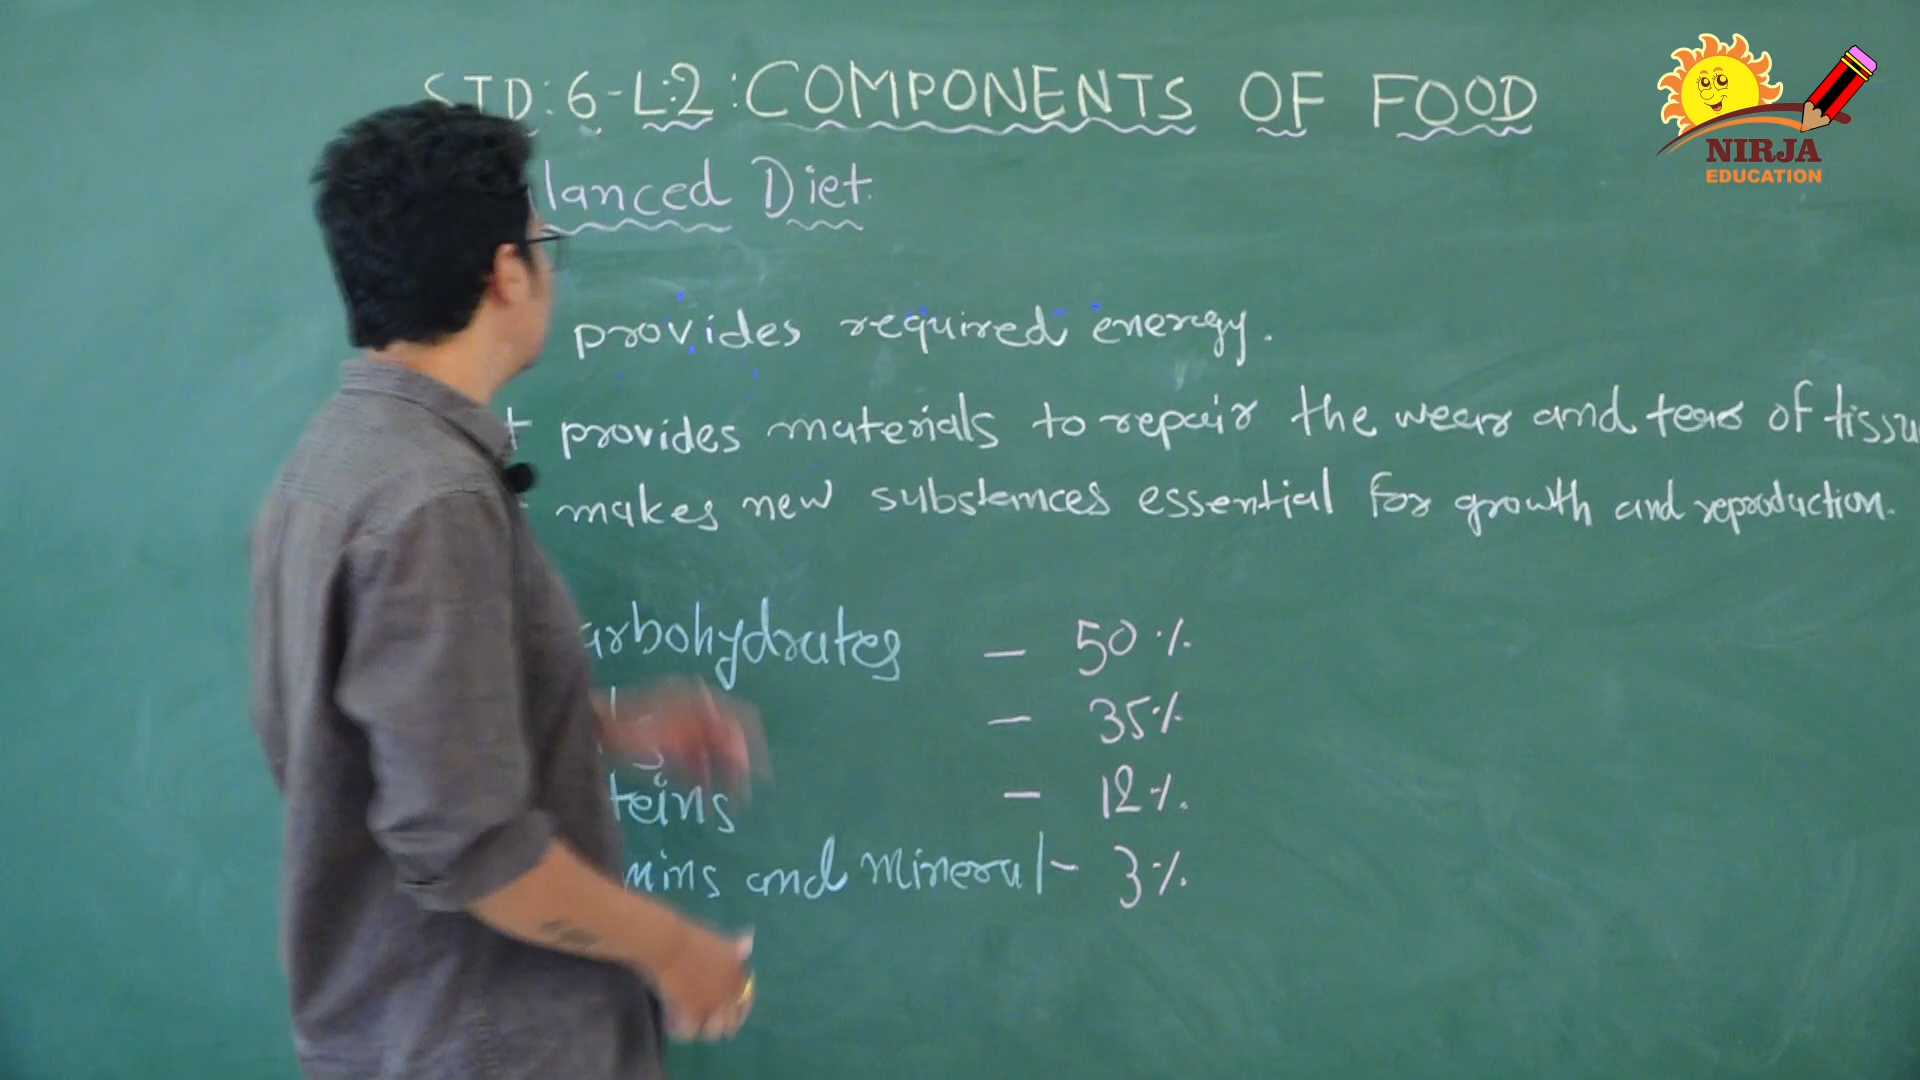 STD: 6-L:2 : COMPONENTS OF FOOD
lanced Diet.
provides required energy.
provides materials to repair the wear and tear of tissu
makes new substances essential for growth and reproduction.
arbohydrates - 50%
- 35%
teins - 12%
mins and mineral - 3%
NIRJA
EDUCATION